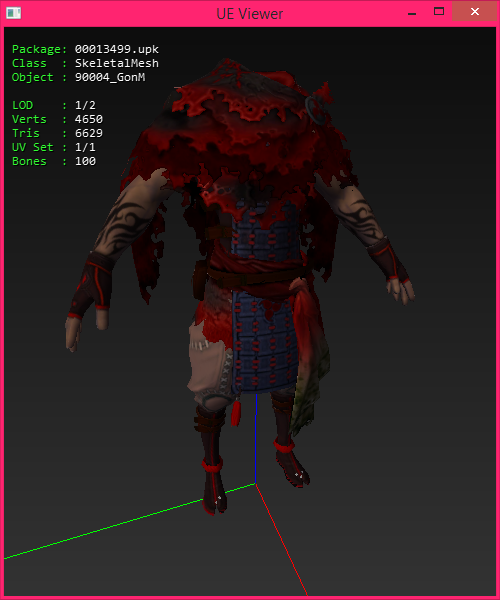 UE Viewer
Package: 00013499.upk
Class  : SkeletalMesh
Object : 90004_GonM
LOD    : 1/2
Verts  : 4650
Tris   : 6629
UV Set : 1/1
Bones  : 100